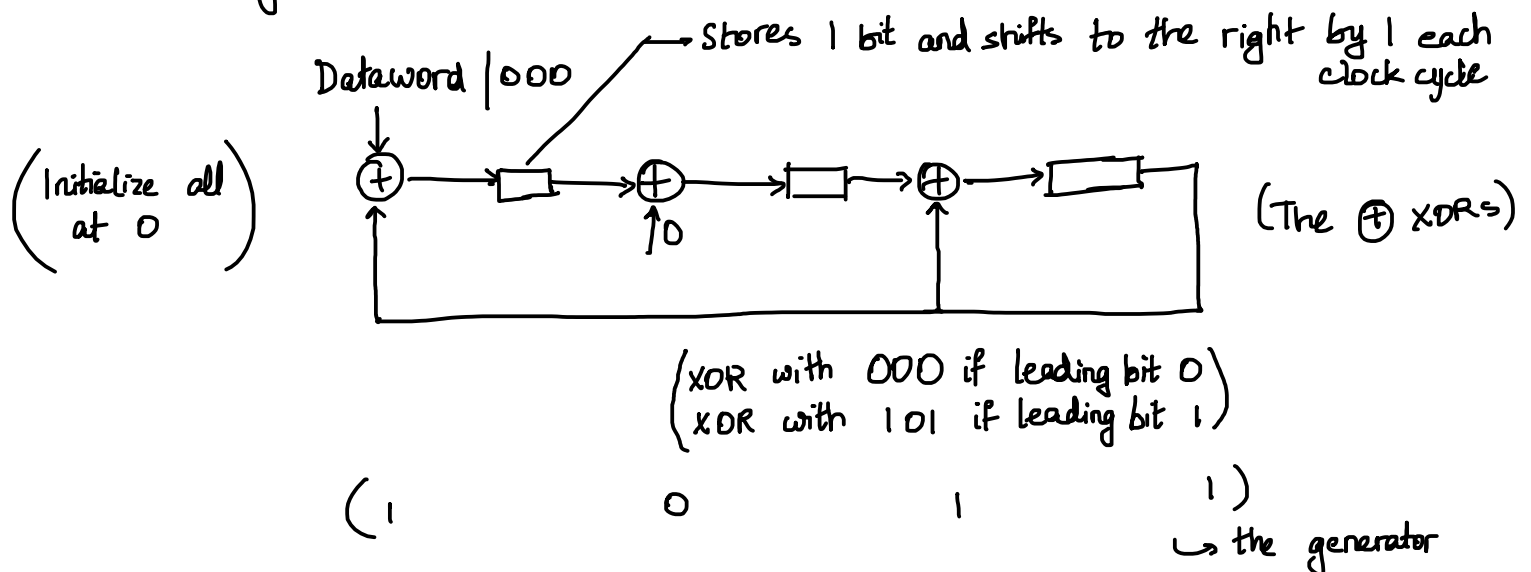 Stores 1 bit and shifts to the right by 1 each
clock cycle
Dataword | 000
(Initialize all
at 0)
0
(The ⊕ XORs)
(XOR with 000 if leading bit 0
XOR with 101 if leading bit 1)
(1 0 1 1)
↳ the generator